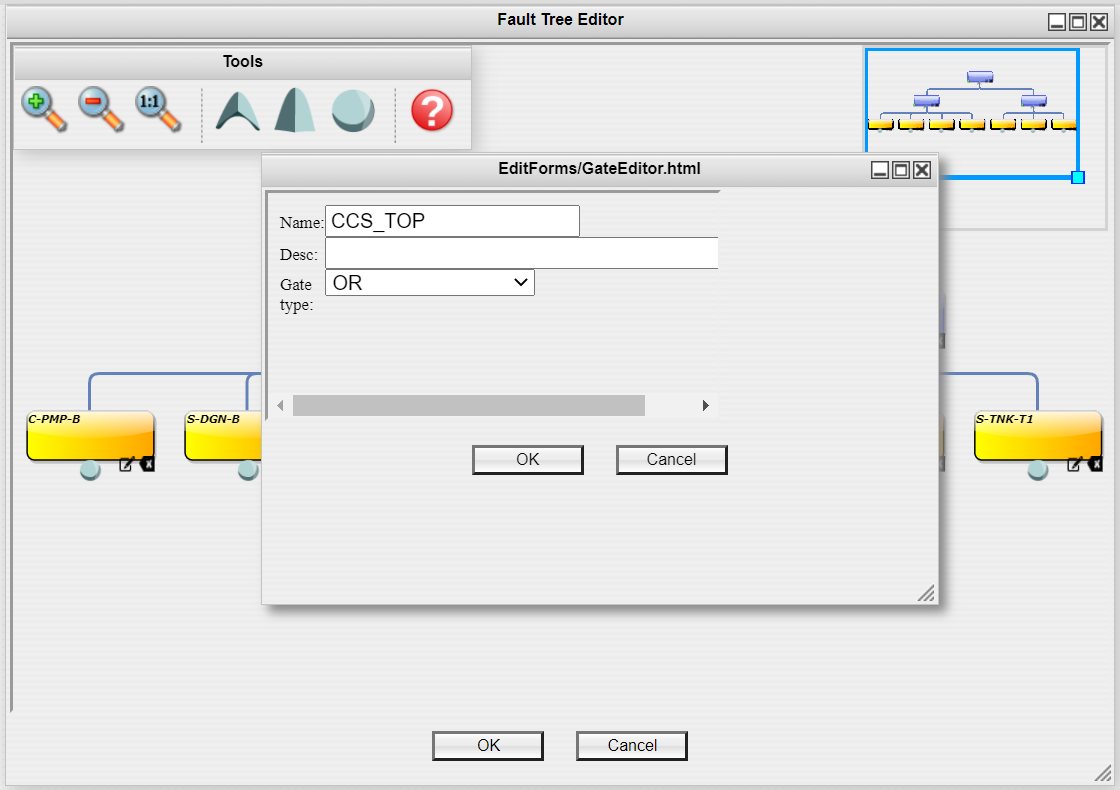 Fault Tree Editor
Tools
1:1
?
EditForms/GateEditor.html
Name: CCS_TOP
Desc:
Gate type: OR
C-PMP-B
S-DGN-B
S-TNK-T1
OK Cancel
OK Cancel